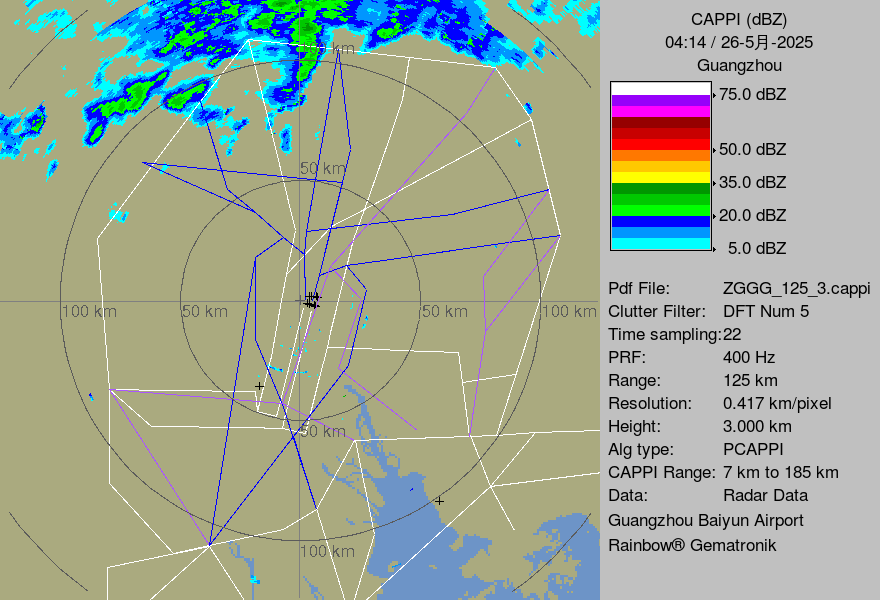 CAPPI (dBZ)
04:14 / 26-5月-2025
Guangzhou
75.0 dBZ
50.0 dBZ
35.0 dBZ
20.0 dBZ
5.0 dBZ
Pdf File: ZGGG_125_3.cappi
Clutter Filter: DFT Num 5
Time sampling:22
PRF: 400 Hz
Range: 125 km
Resolution: 0.417 km/pixel
Height: 3.000 km
Alg type: PCAPPI
CAPPI Range: 7 km to 185 km
Data: Radar Data
Guangzhou Baiyun Airport
Rainbow® Gematronik
100 km
50 km
100 km
50 km
50 km
100 km
50 km
100 km